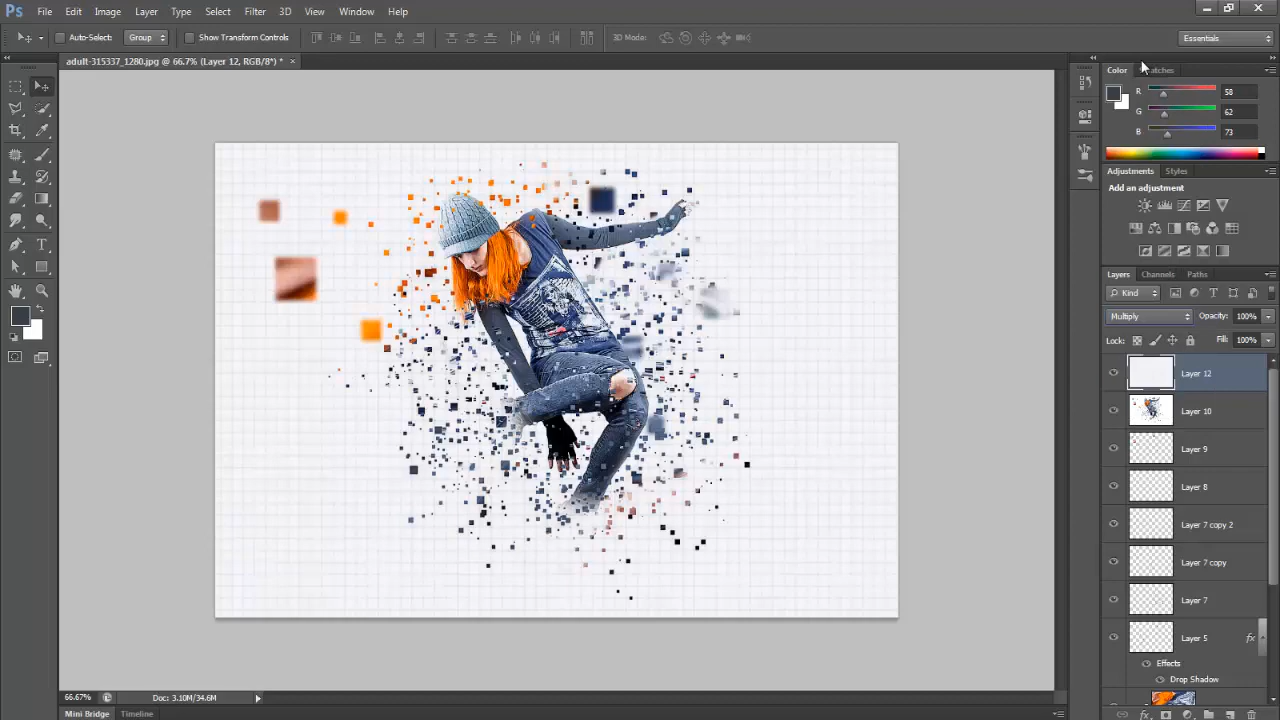 Ps File Edit Image Layer Type Select Filter 3D View Window Help
Auto-Select: Group Show Transform Controls 3D Mode: Essentials
adult-315337_1280.jpg @ 66.7% (Layer 12, RGB/8*) *
Color
R 58
G 62
B 73
Adjustments Styles
Add an adjustment
Layers Channels Paths
Kind
Multiply Opacity: 100%
Lock: Fill: 100%
Layer 12
Layer 10
Layer 9
Layer 8
Layer 7 copy 2
Layer 7 copy
Layer 7
Layer 5 fx
Effects
Drop Shadow
66.67% Doc: 3.10M/34.6M
Mini Bridge Timeline